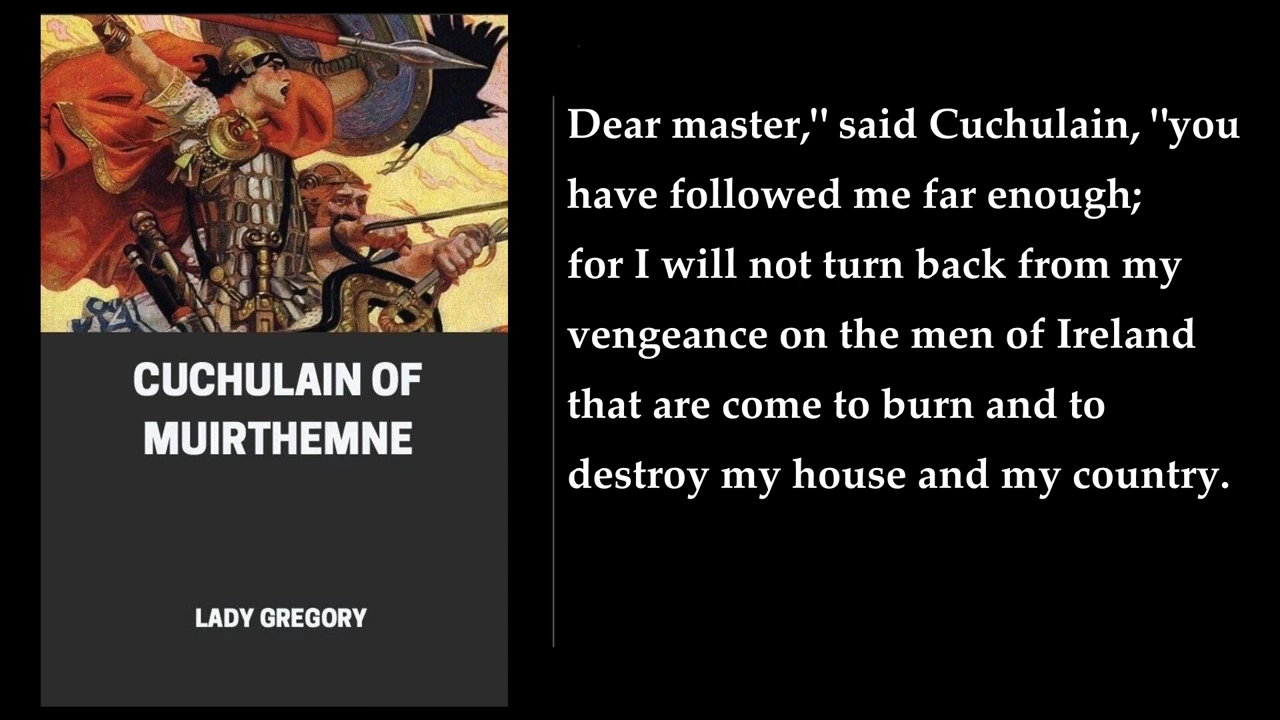 CUCHULAIN OF
MUIRTHEMNE
LADY GREGORY
Dear master," said Cuchulain, "you
have followed me far enough;
for I will not turn back from my
vengeance on the men of Ireland
that are come to burn and to
destroy my house and my country.